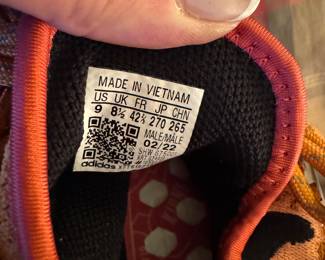 MADE IN VIETNAM
US UK FR JP CHN
9 8½ 42⅔ 270 265
MALE/MALE
02/22
adidas